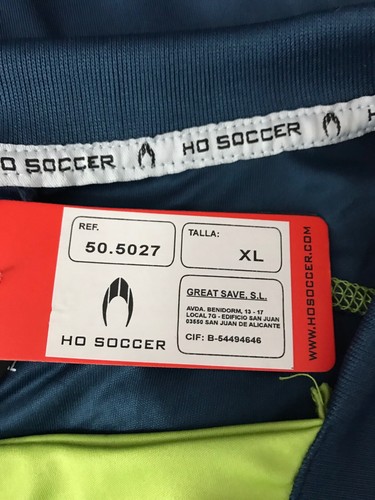 HO SOCCER HO SOCCER
REF.
50.5027
TALLA:
XL
HO SOCCER
GREAT SAVE, S.L.
AVDA. BENIDORM, 13 - 17
LOCAL 7G - EDIFICIO SAN JUAN
03550 SAN JUAN DE ALICANTE
CIF: B-54494646
WWW.HOSOCCER.COM